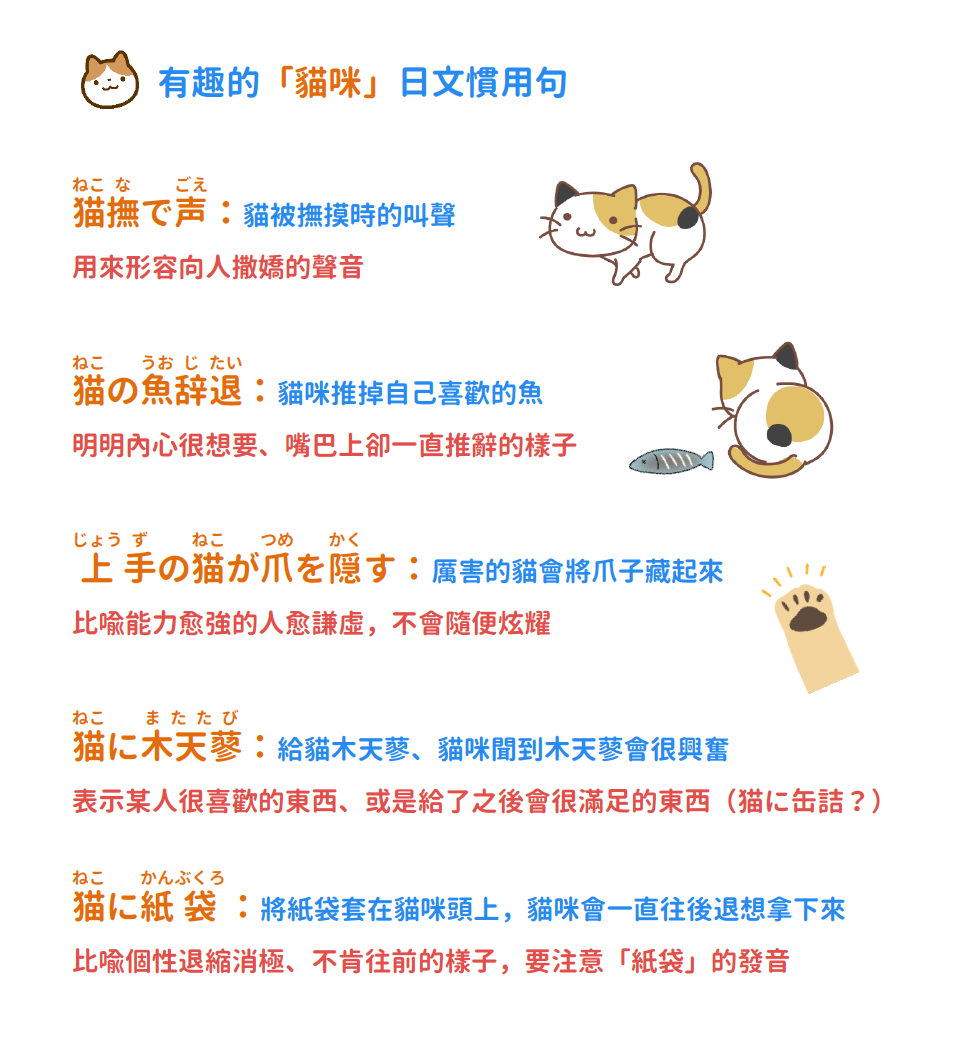 有趣的「貓咪」日文慣用句
ねこ な ごえ
猫撫で声：貓被撫摸時的叫聲
用來形容向人撒嬌的聲音
ねこ うお じ たい
猫の魚辞退：貓咪推掉自己喜歡的魚
明明內心很想要、嘴巴上卻一直推辭的樣子
じょう ず ねこ つめ かく
上手の猫が爪を隠す：厲害的貓會將爪子藏起來
比喻能力愈強的人愈謙虛，不會隨便炫耀
ねこ ま た た び
猫に木天蓼：給貓木天蓼、貓咪聞到木天蓼會很興奮
表示某人很喜歡的東西、或是給了之後會很滿足的東西（猫に缶詰？）
ねこ かんぶくろ
猫に紙袋：將紙袋套在貓咪頭上，貓咪會一直往後退想拿下來
比喻個性退縮消極、不肯往前的樣子，要注意「紙袋」的發音